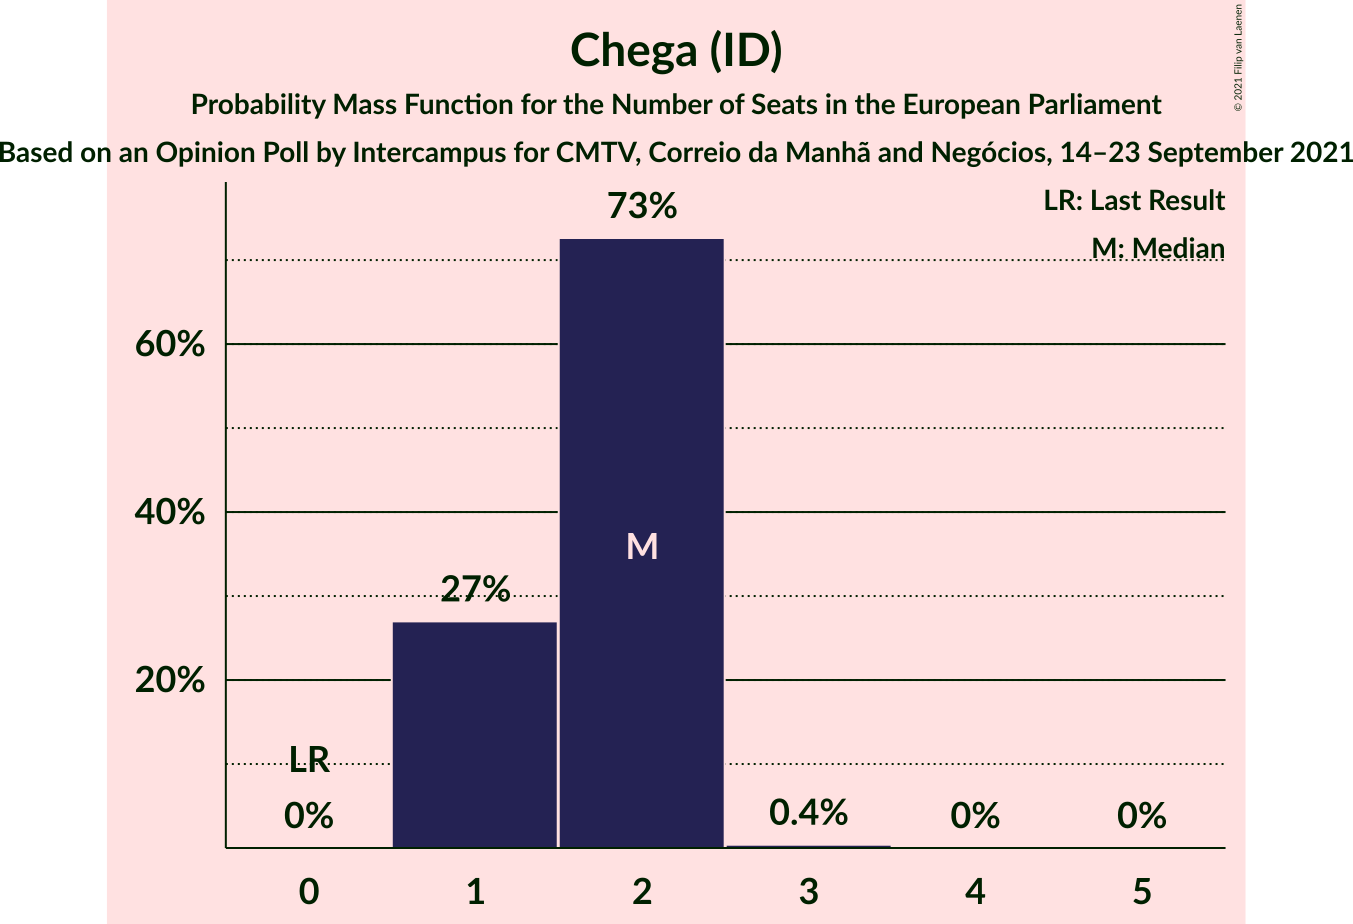 Chega (ID)
Probability Mass Function for the Number of Seats in the European Parliament
Based on an Opinion Poll by Intercampus for CMTV, Correio da Manhã and Negócios, 14–23 September 2021
© 2021 Filip van Laenen
LR: Last Result
M: Median
73%
60%
40%
M
27%
20%
LR
0%
0.4%
0%
0%
0
1
2
3
4
5